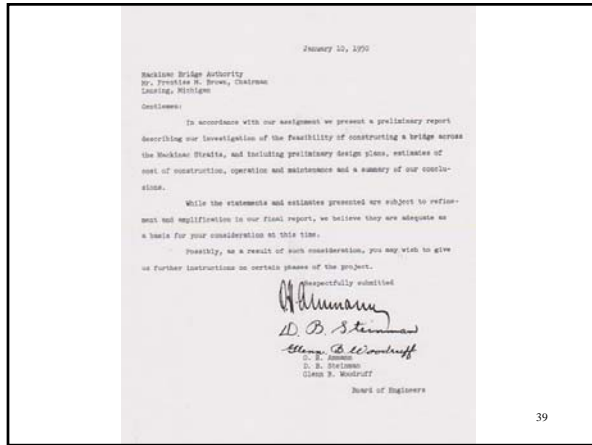 January 10, 1950
Mackinac Bridge Authority
Mr. Prentiss M. Brown, Chairman
Lansing, Michigan
Gentlemen:
In accordance with our assignment we present a preliminary report
describing our investigation of the feasibility of constructing a bridge across
the Mackinac Straits, and including preliminary design plans, estimates of
cost of construction, operation and maintenance and a summary of our conclu-
sions.
While the statements and estimates presented are subject to refine-
ment and amplification in our final report, we believe they are adequate as
a basis for your consideration at this time.
Possibly, as a result of such consideration, you may wish to give
us further instructions on certain phases of the project.
Respectfully submitted
O H Ammann
D. B. Steinman
Glenn B. Woodruff
O. H. Ammann
D. B. Steinman
Glenn B. Woodruff
Board of Engineers
39